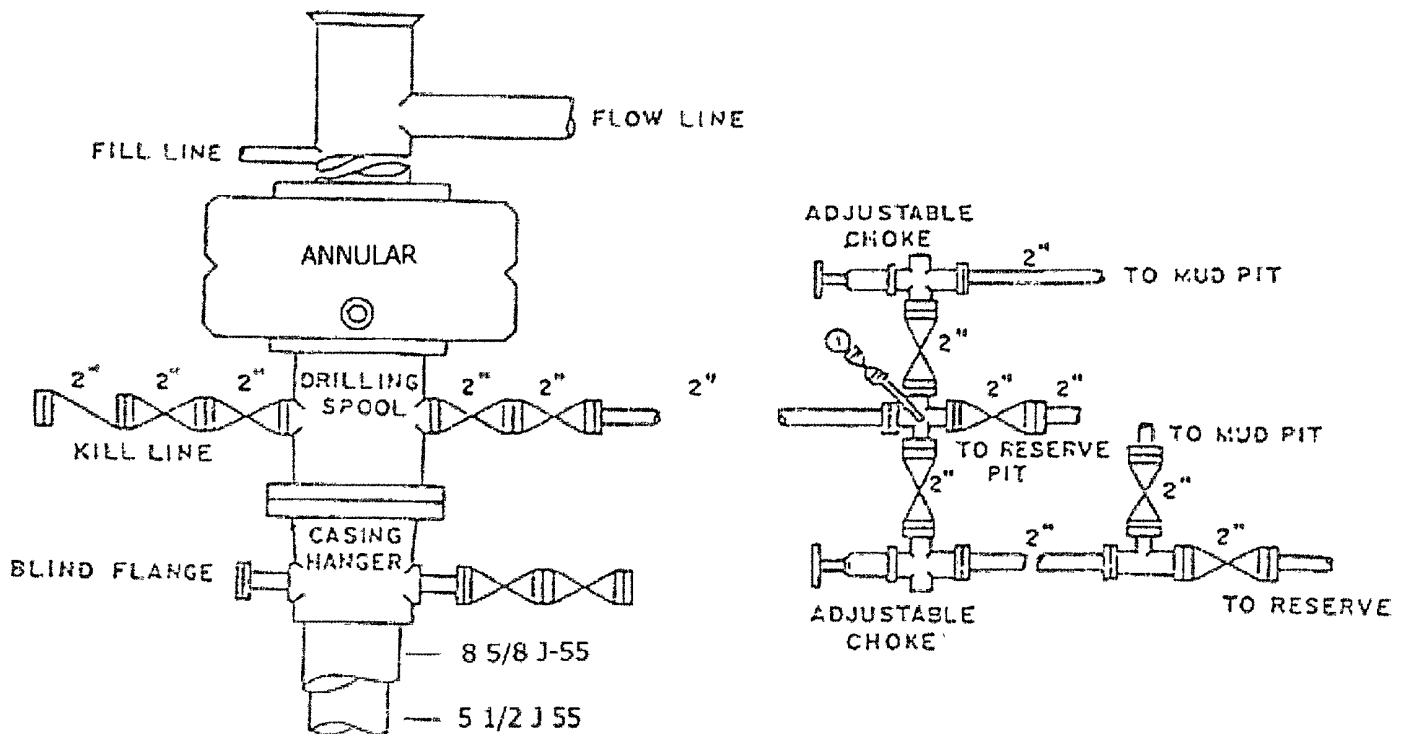 FLOW LINE
FILL LINE
ANNULAR
2" 2" 2" DRILLING SPOOL 2" 2" 2"
KILL LINE
CASING
HANGER
BLIND FLANGE
8 5/8 J-55
5 1/2 J 55
ADJUSTABLE
CHOKE
2"
TO MUD PIT
2"
2" 2"
TO RESERVE
PIT
TO MUD PIT
2"
2"
2"
2"
TO RESERVE
ADJUSTABLE
CHOKE